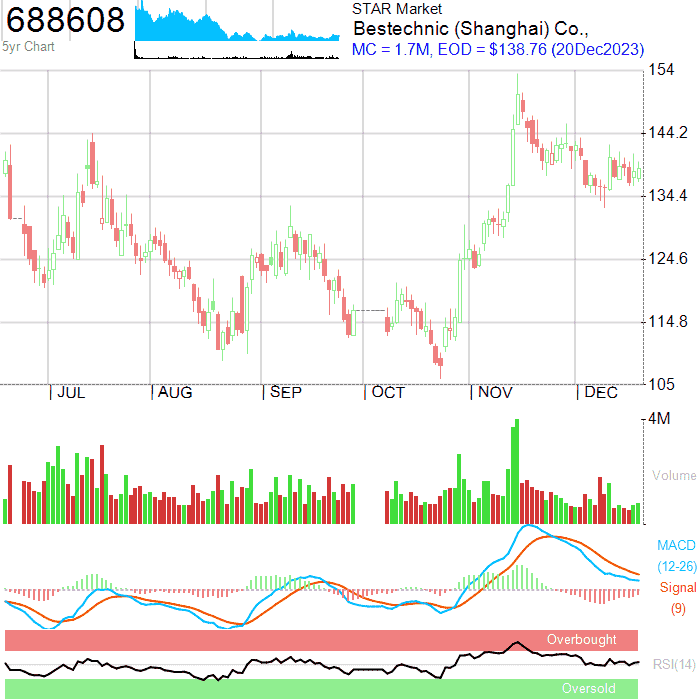 688608
5yr Chart
STAR Market
Bestechnic (Shanghai) Co.,
MC = 1.7M, EOD = $138.76 (20Dec2023)
154
144.2
134.4
124.6
114.8
105
JUL AUG SEP OCT NOV DEC
4M
Volume
MACD
(12-26)
Signal
(9)
Overbought
RSI(14)
Oversold